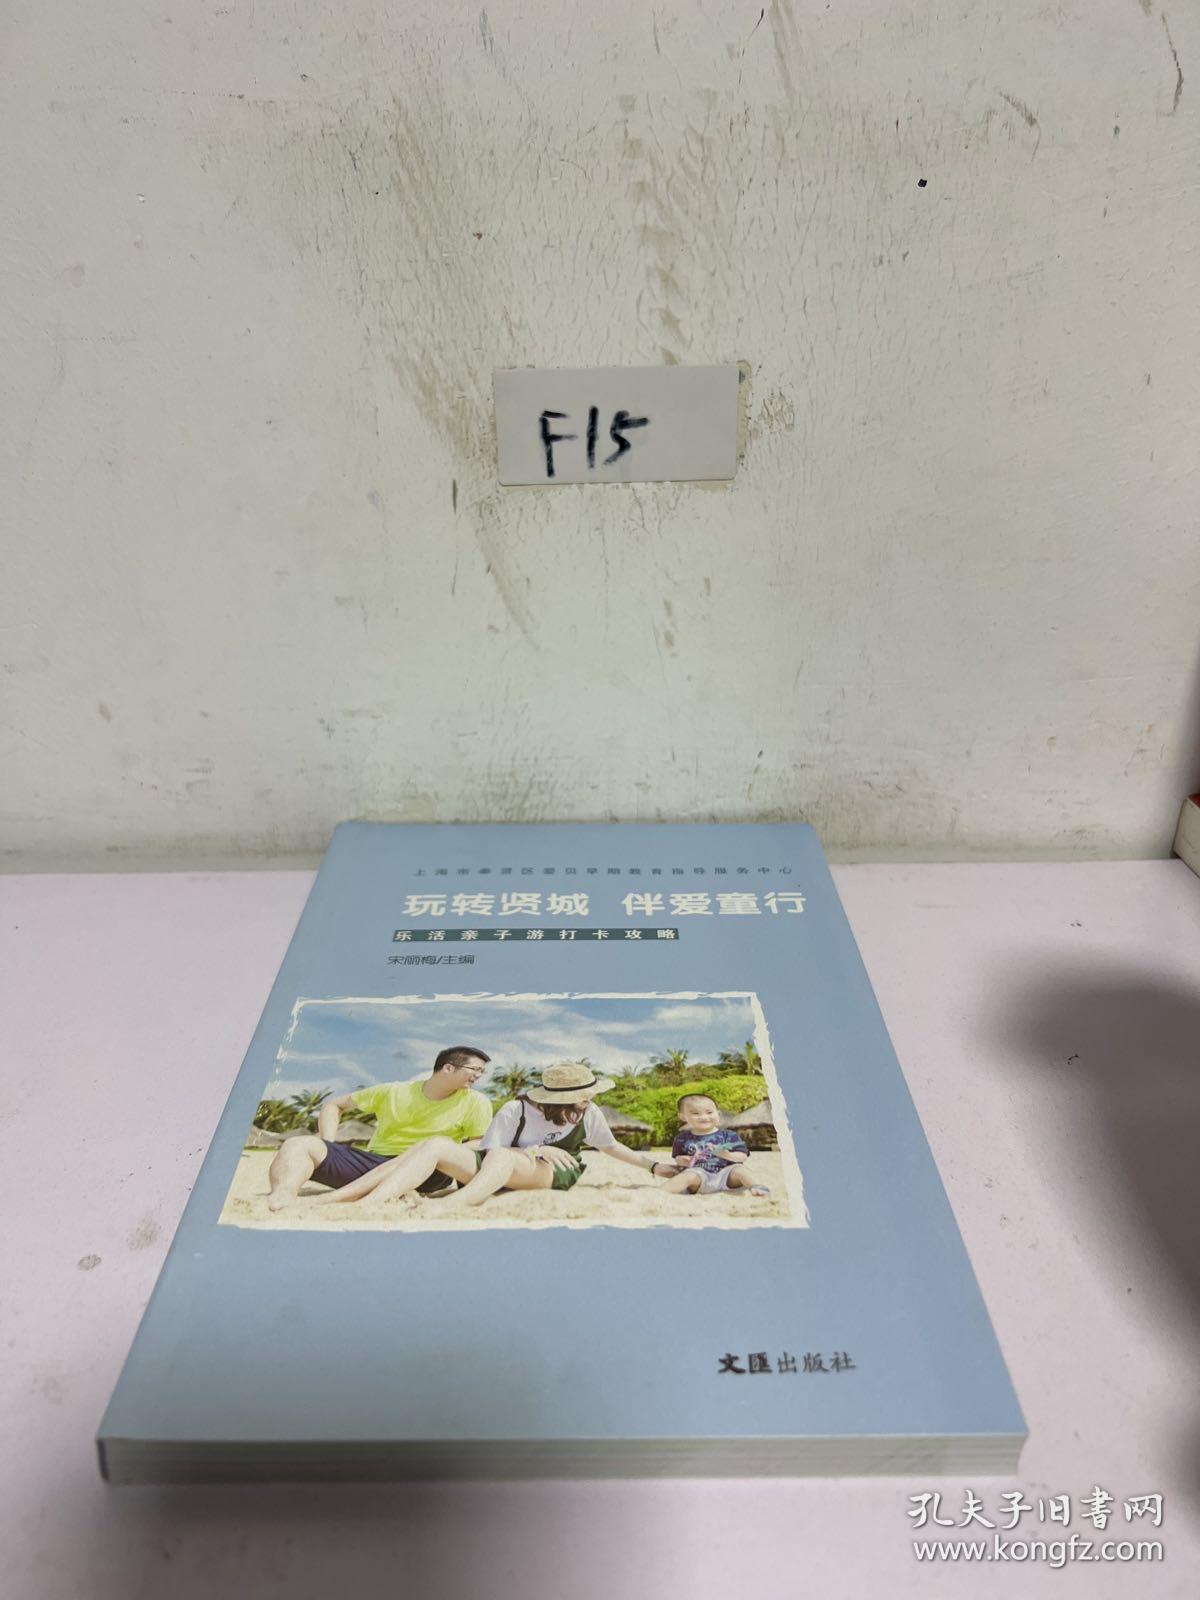 F15
上海市奉贤区爱贝早期教育指导服务中心
玩转贤城 伴爱童行
乐活亲子游打卡攻略
宋丽梅/主编
文匯出版社
孔夫子旧书网
www.kongfz.com